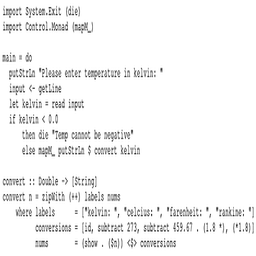 import System.Exit (die)
import Control.Monad (mapM_)
main = do
putStrLn "Please enter temperature in kelvin: "
input <- getLine
let kelvin = read input
if kelvin < 0.0
then die "Temp cannot be negative"
else mapM_ putStrLn $ convert kelvin
convert :: Double -> [String]
convert n = zipWith (++) labels nums
where labels = ["kelvin: ", "celcius: ", "farenheit: ", "rankine: "]
conversions = [id, subtract 273, subtract 459.67 . (1.8 *), (*1.8)]
nums = (show . ($n)) <$> conversions